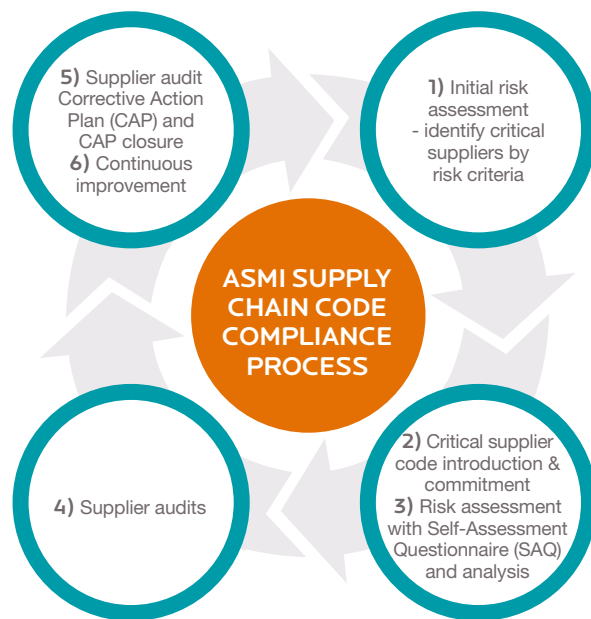 5) Supplier audit
Corrective Action
Plan (CAP) and
CAP closure
6) Continuous
improvement
1) Initial risk
assessment
- identify critical
suppliers by
risk criteria
ASMI SUPPLY
CHAIN CODE
COMPLIANCE
PROCESS
4) Supplier audits
2) Critical supplier
code introduction &
commitment
3) Risk assessment
with Self-Assessment
Questionnaire (SAQ)
and analysis